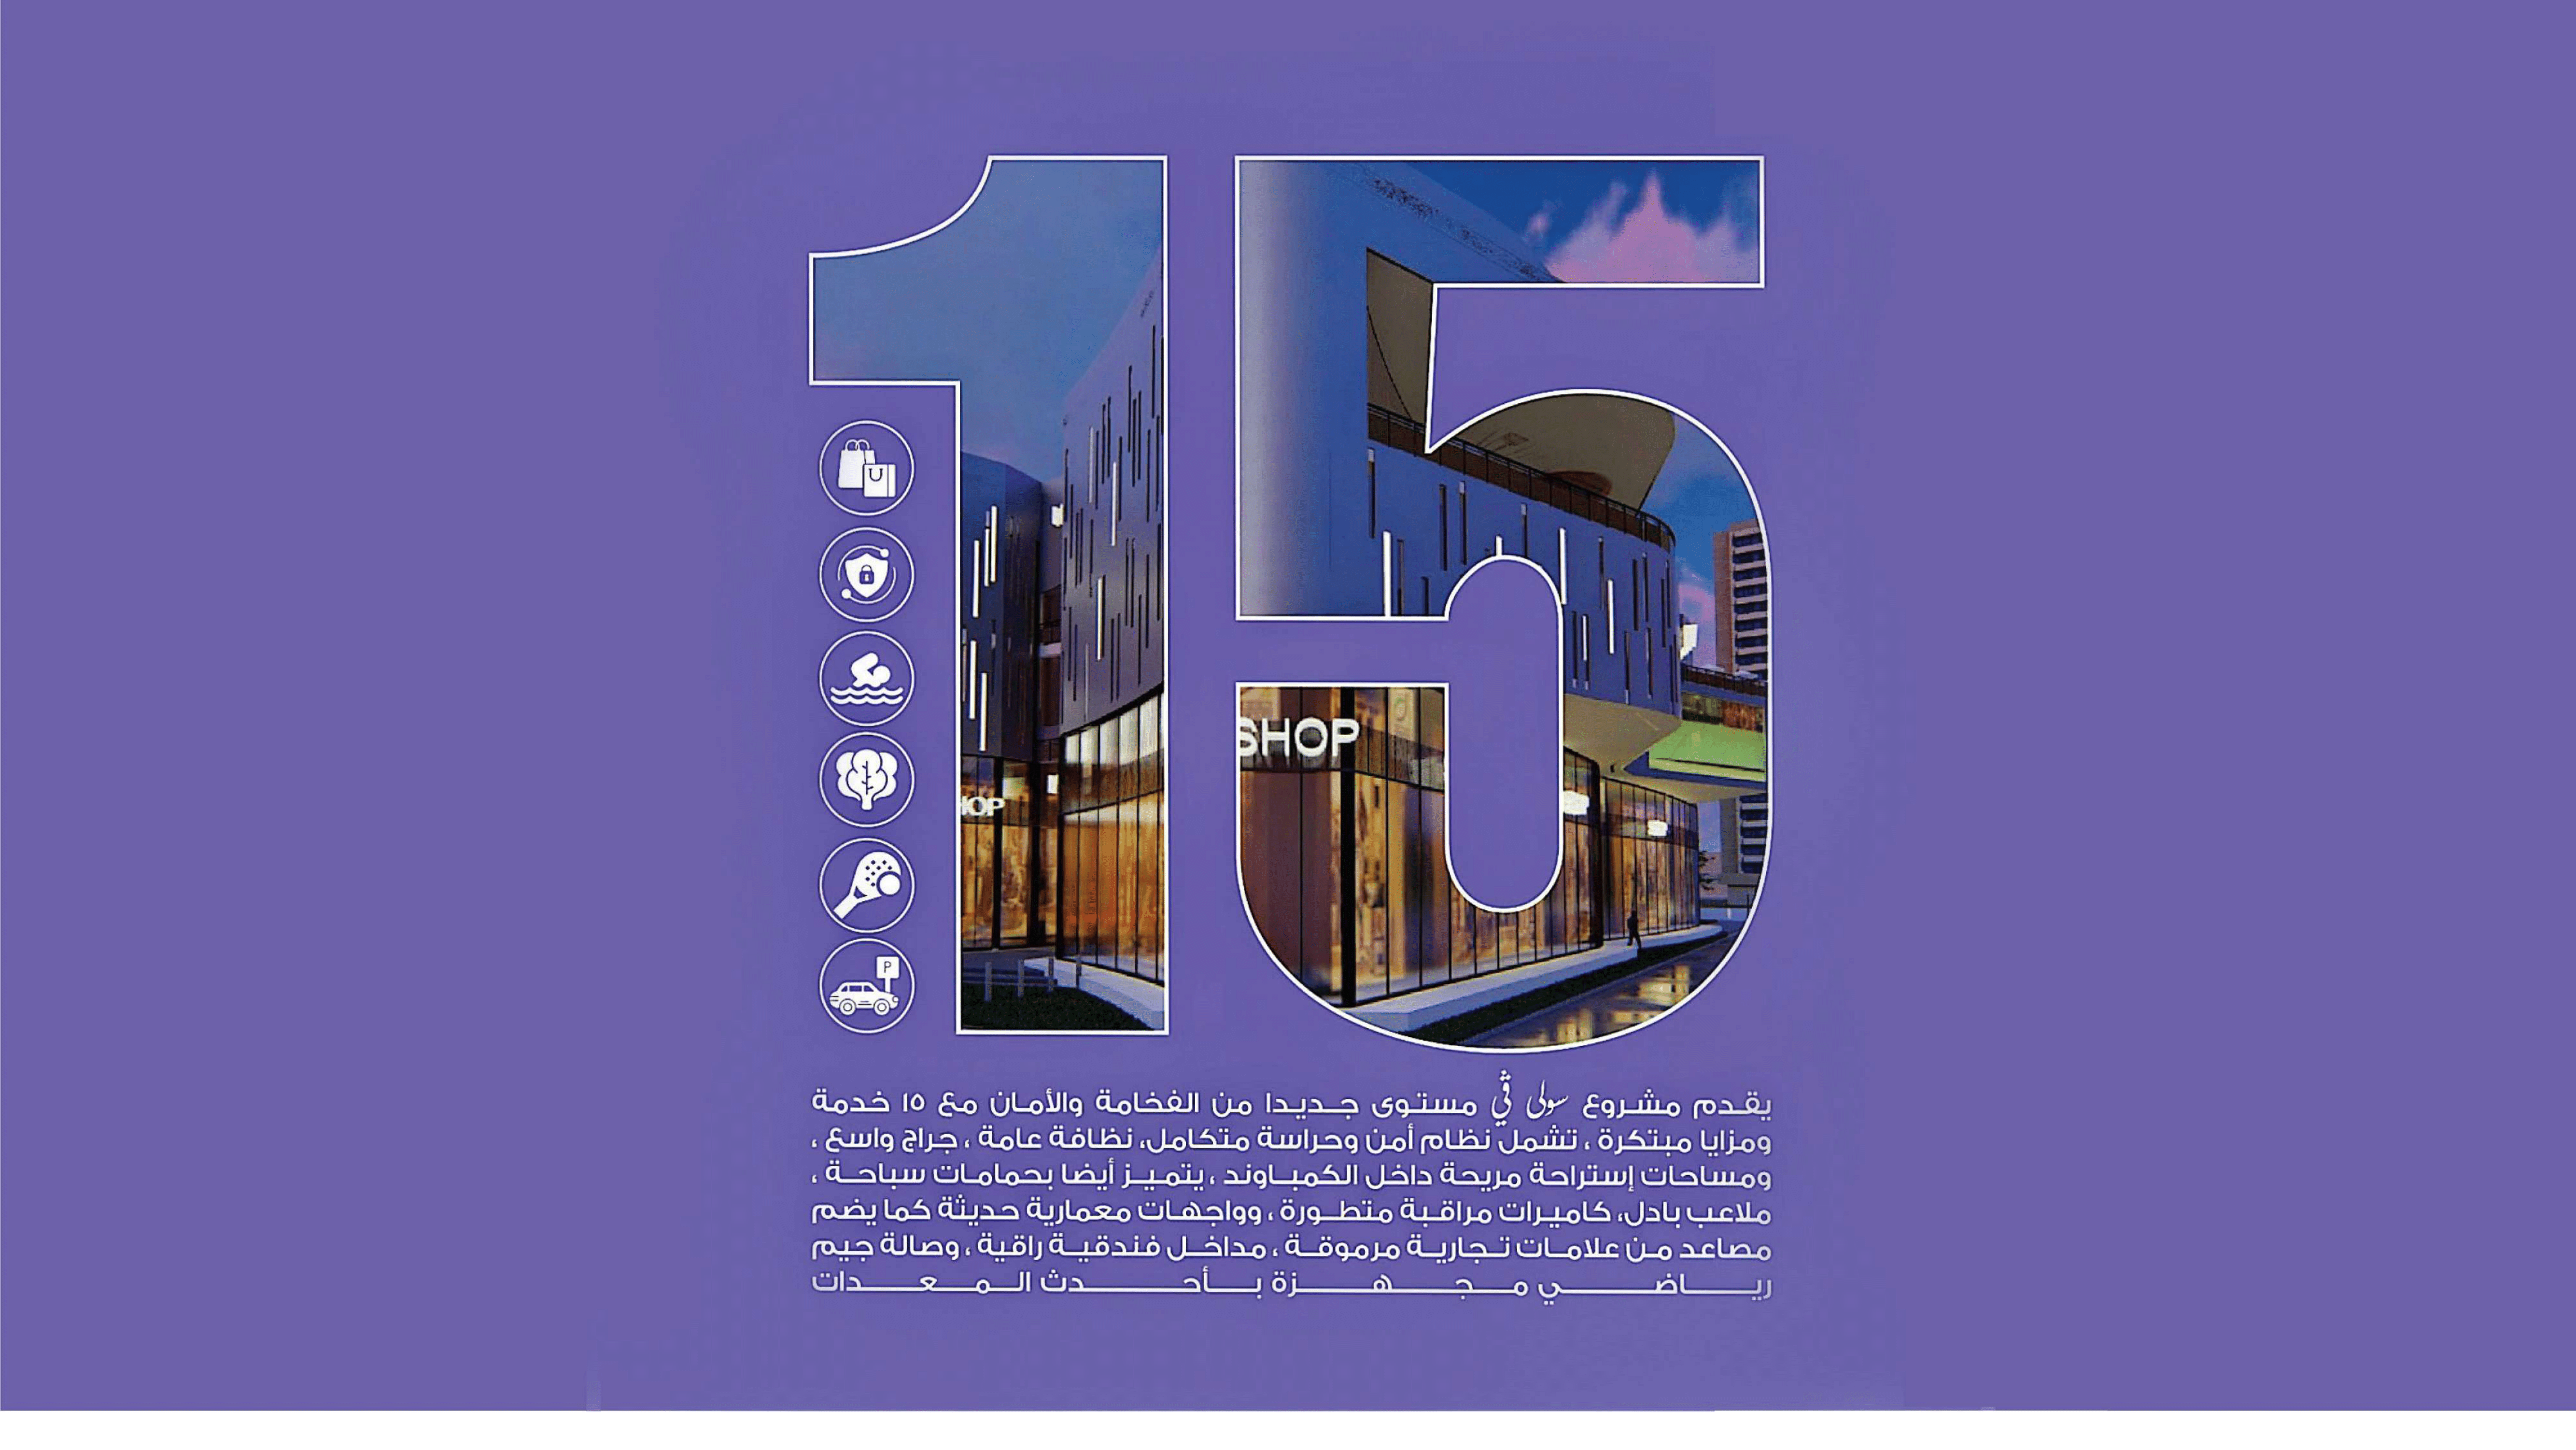 15
SHOP
HOP
P
يقدم مشروع سولى ڤي مستوى جديدا من الفخامة والأمان مع ١٥ خدمة
ومزايا مبتكرة ، تشمل نظام أمن وحراسة متكامل، نظافة عامة ، جراج واسع ،
ومساحات إستراحة مريحة داخل الكمباوند ، يتميز أيضا بحمامات سباحة ،
ملاعب بادل، كاميرات مراقبة متطورة ، وواجهات معمارية حديثة كما يضم
مصاعد من علامات تجارية مرموقة ، مداخل فندقية راقية ، وصالة جيم
رياضي مجهزة بأحدث المعدات